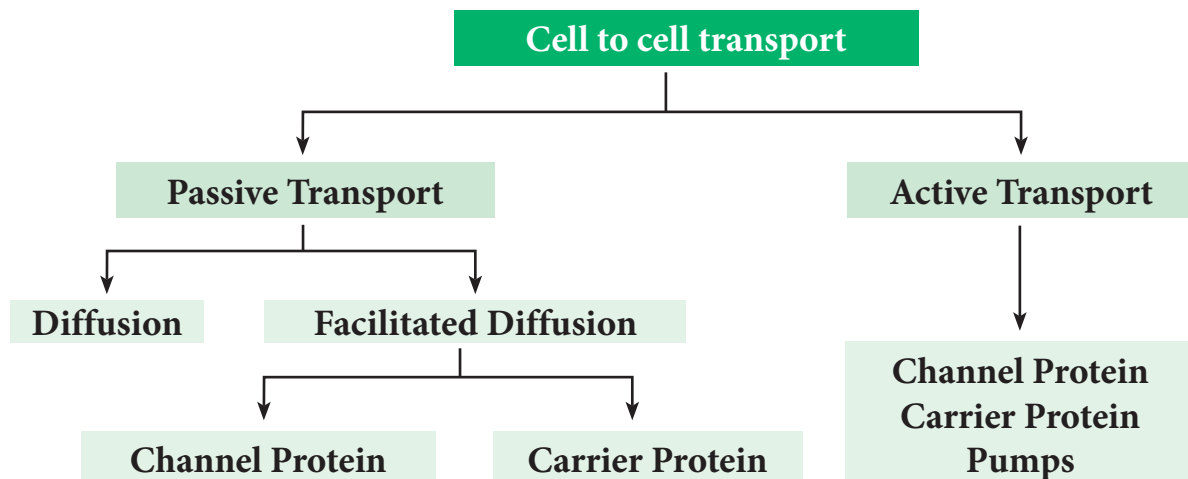 Cell to cell transport
Passive Transport
Active Transport
Diffusion
Facilitated Diffusion
Channel Protein
Carrier Protein
Channel Protein
Carrier Protein
Pumps